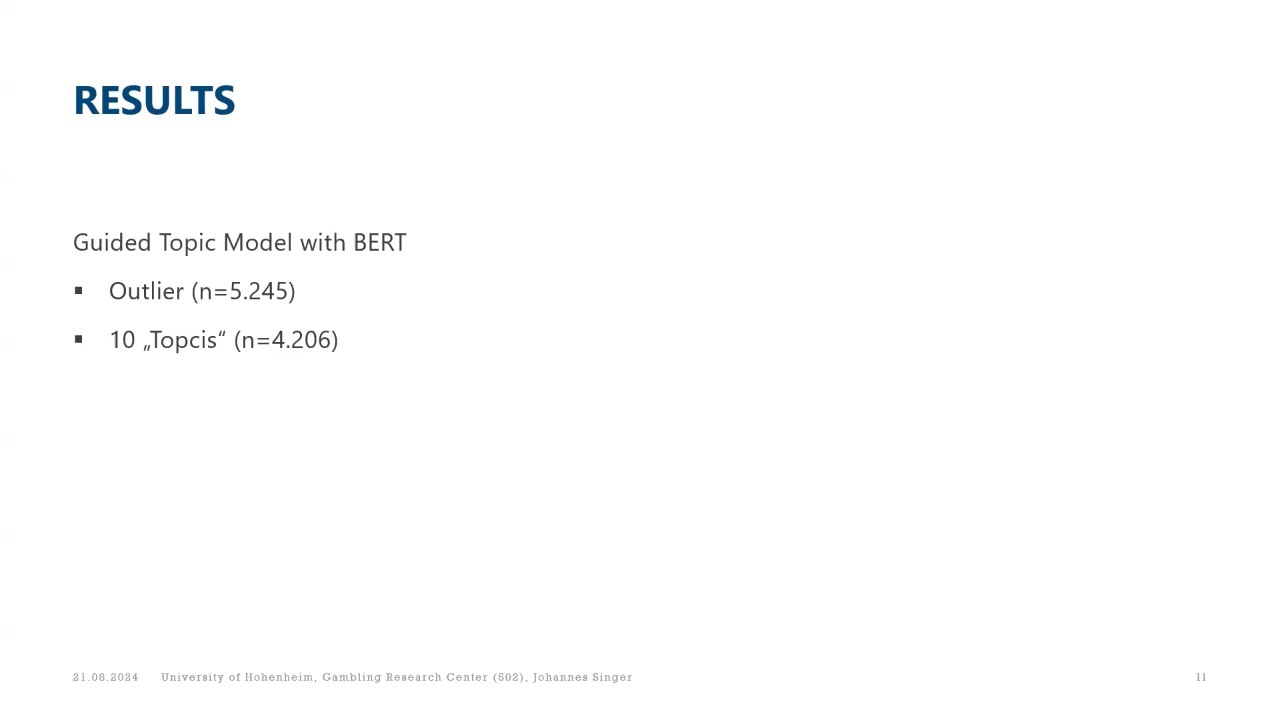 RESULTS
Guided Topic Model with BERT
▪ Outlier (n=5.245)
▪ 10 „Topcis“ (n=4.206)
21.08.2024 University of Hohenheim, Gambling Research Center (502), Johannes Singer 11